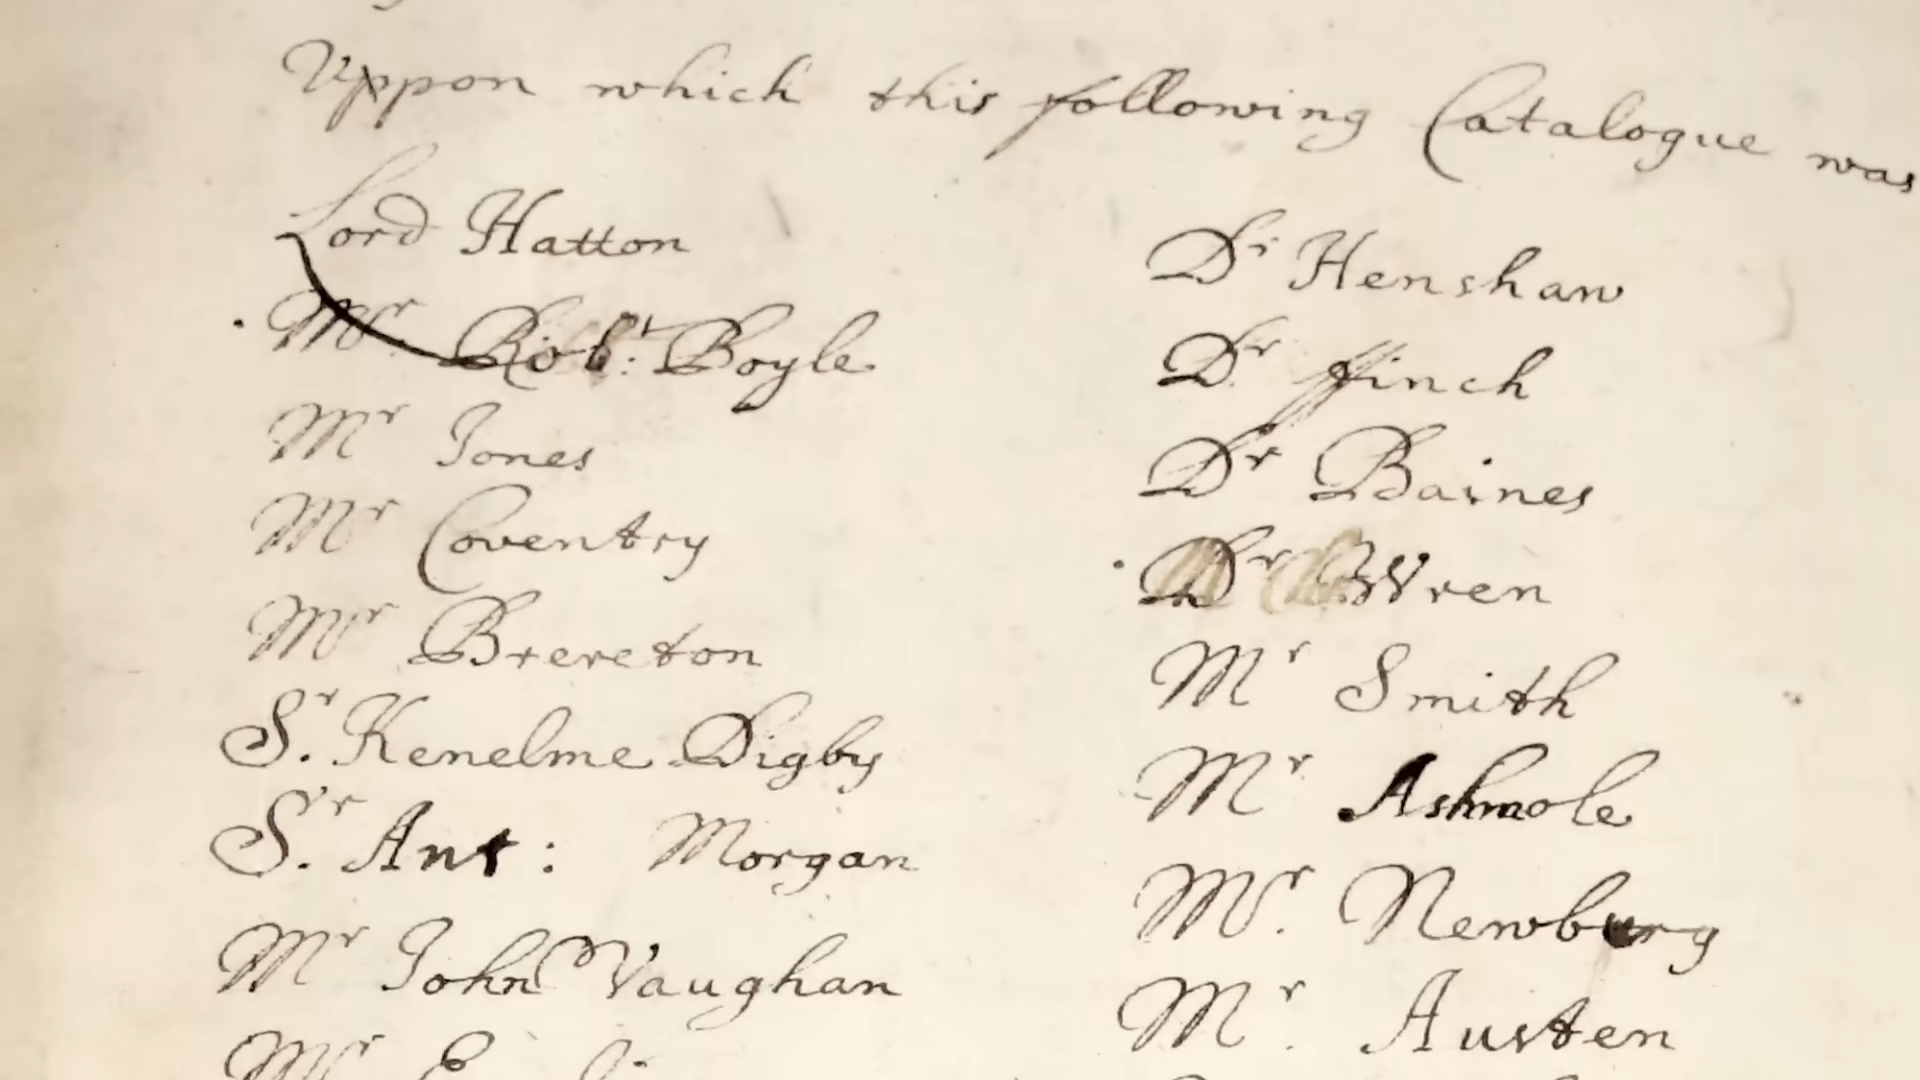 Uppon which this following Catalogue was
Lord Hatton
Mr Rob:t Boyle
Mr Jones
Mr Coventry
Mr Brereton
Sr. Kenelme Digby
Sr. Ant: Morgan
Mr John Vaughan
Mr
Dr Henshaw
Dr. ffinch
Dr Baines
Dr Wren
Mr Smith
Mr Ashmole
Mr. Newburg
Mr. Austen